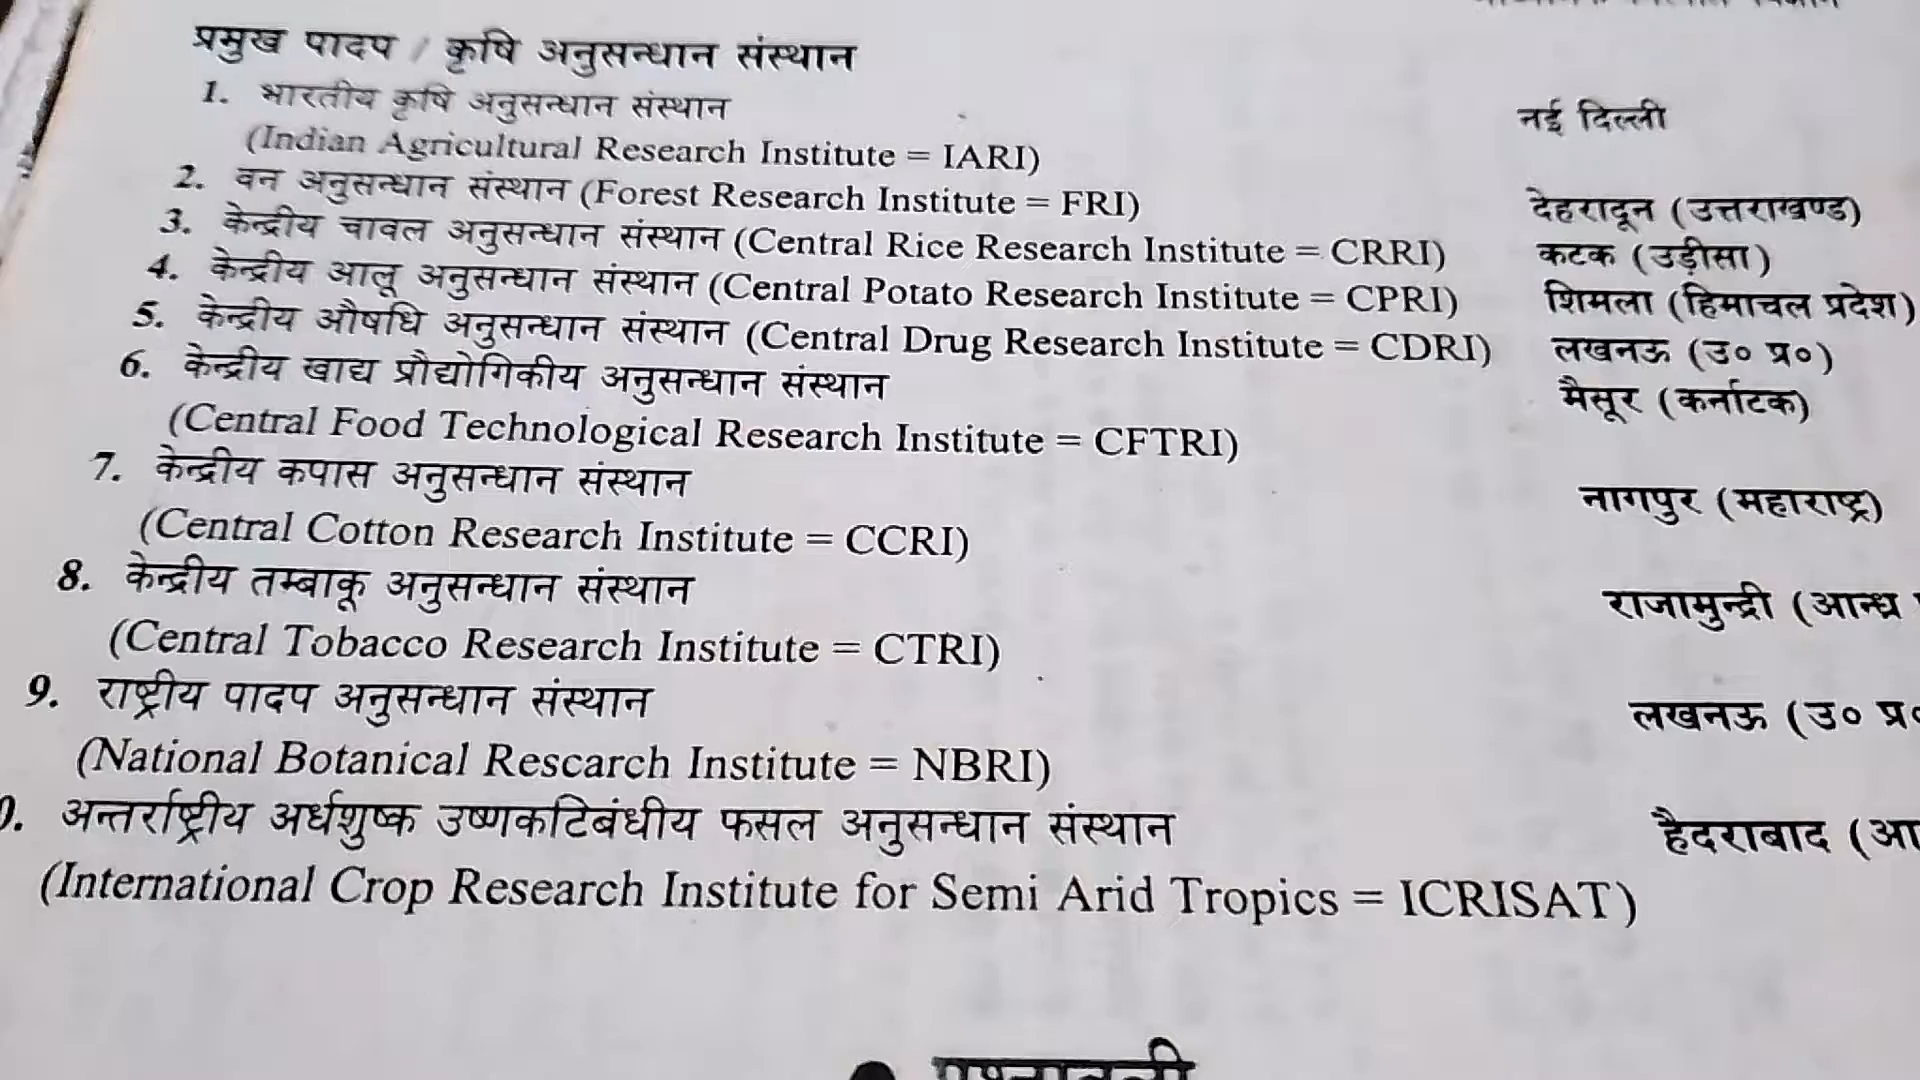 प्रमुख पादप / कृषि अनुसन्धान संस्थान
1. भारतीय कृषि अनुसन्धान संस्थान नई दिल्ली
(Indian Agricultural Research Institute = IARI)
2. वन अनुसन्धान संस्थान (Forest Research Institute = FRI) देहरादून (उत्तराखण्ड)
3. केन्द्रीय चावल अनुसन्धान संस्थान (Central Rice Research Institute = CRRI) कटक (उड़ीसा)
4. केन्द्रीय आलू अनुसन्धान संस्थान (Central Potato Research Institute = CPRI) शिमला (हिमाचल प्रदेश)
5. केन्द्रीय औषधि अनुसन्धान संस्थान (Central Drug Research Institute = CDRI) लखनऊ (उ० प्र०)
6. केन्द्रीय खाद्य प्रौद्योगिकीय अनुसन्धान संस्थान मैसूर (कर्नाटक)
(Central Food Technological Research Institute = CFTRI)
7. केन्द्रीय कपास अनुसन्धान संस्थान नागपुर (महाराष्ट्र)
(Central Cotton Research Institute = CCRI)
8. केन्द्रीय तम्बाकू अनुसन्धान संस्थान राजामुन्द्री (आन्ध्र
(Central Tobacco Research Institute = CTRI)
9. राष्ट्रीय पादप अनुसन्धान संस्थान लखनऊ (उ० प्र०
(National Botanical Rescarch Institute = NBRI)
0. अन्तर्राष्ट्रीय अर्धशुष्क उष्णकटिबंधीय फसल अनुसन्धान संस्थान हैदराबाद (आ
(International Crop Research Institute for Semi Arid Tropics = ICRISAT)